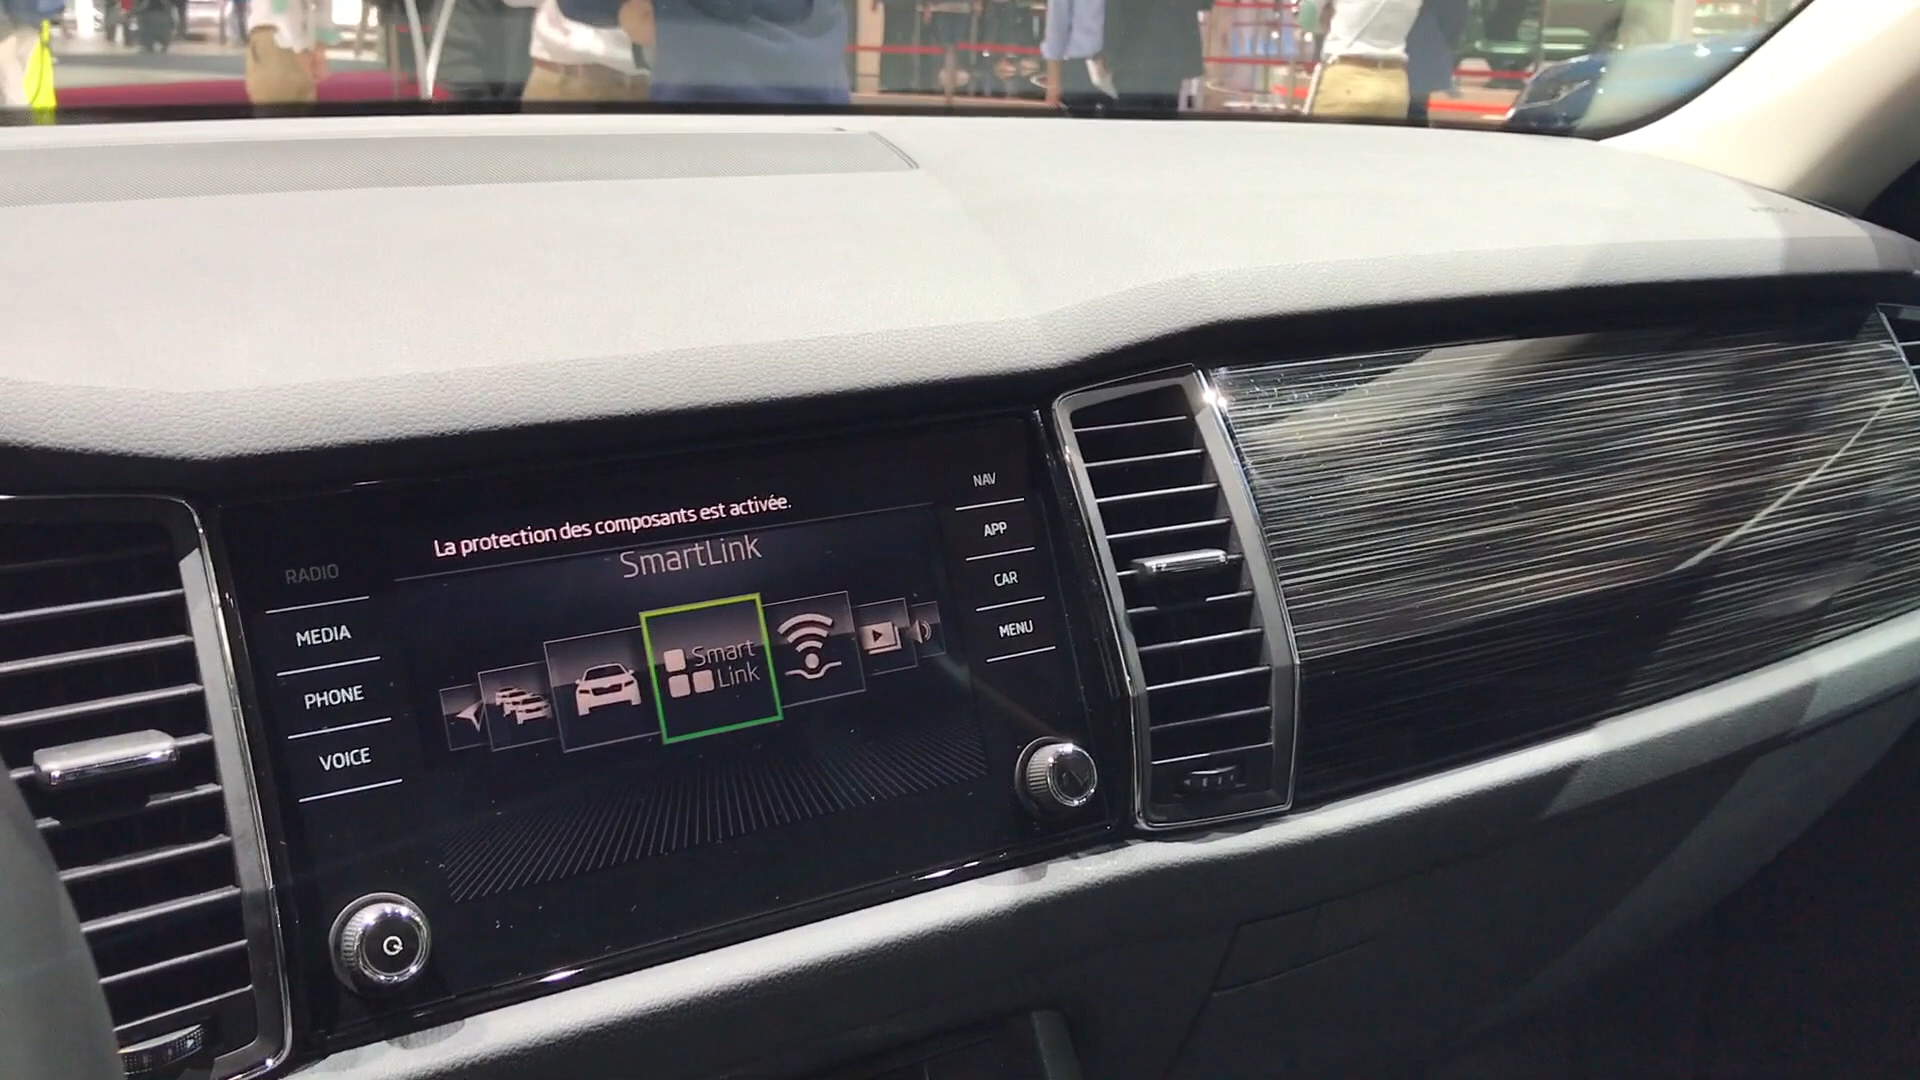 La protection des composants est activée.
SmartLink
RADIO
MEDIA
PHONE
VOICE
Smart
Link
NAV
APP
CAR
MENU